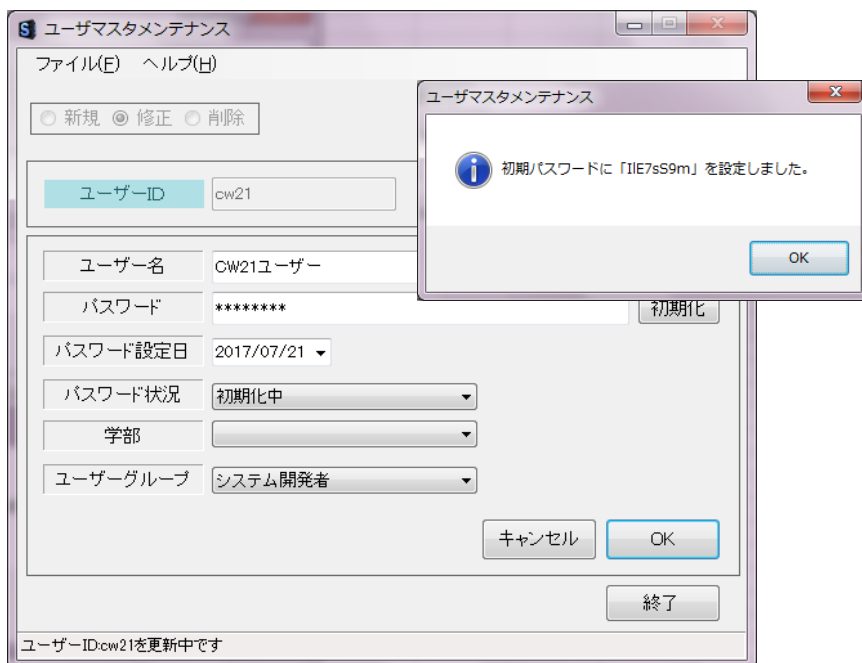 ユーザマスタメンテナンス
ファイル(F) ヘルプ(H)
新規 修正 削除
ユーザーID cw21
ユーザー名 CW21ユーザー
パスワード ******** 初期化
パスワード設定日 2017/07/21
パスワード状況 初期化中
学部
ユーザーグループ システム開発者
キャンセル OK
終了
ユーザーID:cw21を更新中です
ユーザマスタメンテナンス
初期パスワードに「IlE7sS9m」を設定しました。
OK